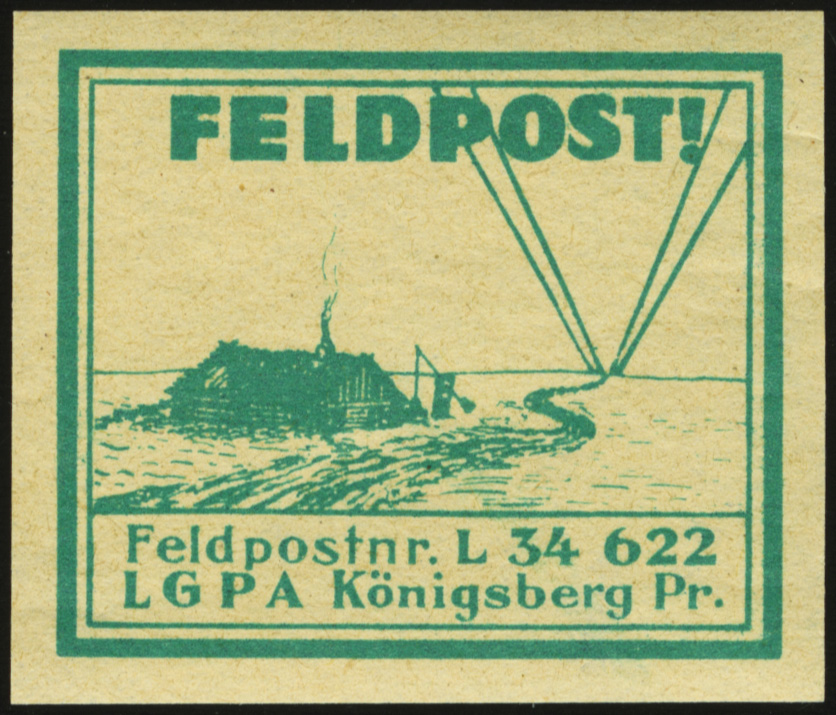 FELDPOST!
Feldpostnr. L 34 622
LGPA Königsberg Pr.